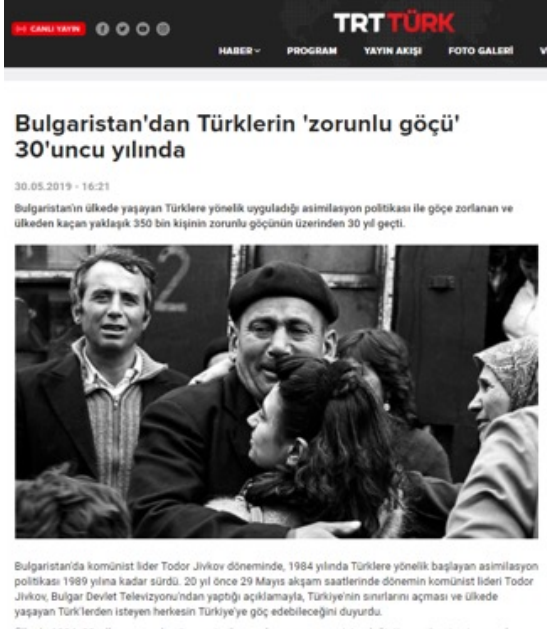 CANLI YAYIN
TRT TÜRK
HABER PROGRAM YAYIN AKIŞI FOTO GALERİ V
Bulgaristan'dan Türklerin 'zorunlu göçü'
30'uncu yılında
30.05.2019 - 16:21
Bulgaristan'ın ülkede yaşayan Türklere yönelik uyguladığı asimilasyon politikası ile göçe zorlanan ve
ülkeden kaçan yaklaşık 350 bin kişinin zorunlu göçünün üzerinden 30 yıl geçti.
2
Bulgaristan'da komünist lider Todor Jivkov döneminde, 1984 yılında Türklere yönelik başlayan asimilasyon
politikası 1989 yılına kadar sürdü. 20 yıl önce 29 Mayıs akşam saatlerinde dönemin komünist lideri Todor
Jivkov, Bulgar Devlet Televizyonu'ndan yaptığı açıklamayla, Türkiye'nin sınırlarını açması ve ülkede
yaşayan Türk'lerden isteyen herkesin Türkiye'ye göç edebileceğini duyurdu.